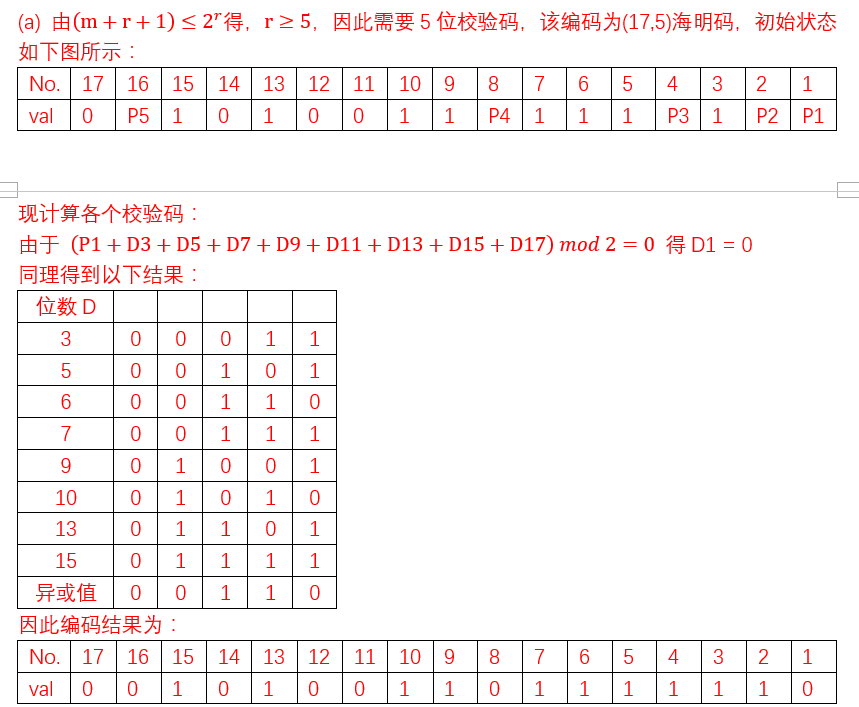 (a) 由(m + r + 1) ≤ 2^r得，r ≥ 5，因此需要 5 位校验码，该编码为(17,5)海明码，初始状态
如下图所示：
No. 17 16 15 14 13 12 11 10 9 8 7 6 5 4 3 2 1
val 0 P5 1 0 1 0 0 1 1 P4 1 1 1 P3 1 P2 P1
现计算各个校验码：
由于 (P1 + D3 + D5 + D7 + D9 + D11 + D13 + D15 + D17) mod 2 = 0 得 D1 = 0
同理得到以下结果：
位数 D
3 0 0 0 1 1
5 0 0 1 0 1
6 0 0 1 1 0
7 0 0 1 1 1
9 0 1 0 0 1
10 0 1 0 1 0
13 0 1 1 0 1
15 0 1 1 1 1
异或值 0 0 1 1 0
因此编码结果为：
No. 17 16 15 14 13 12 11 10 9 8 7 6 5 4 3 2 1
val 0 0 1 0 1 0 0 1 1 0 1 1 1 1 1 1 0